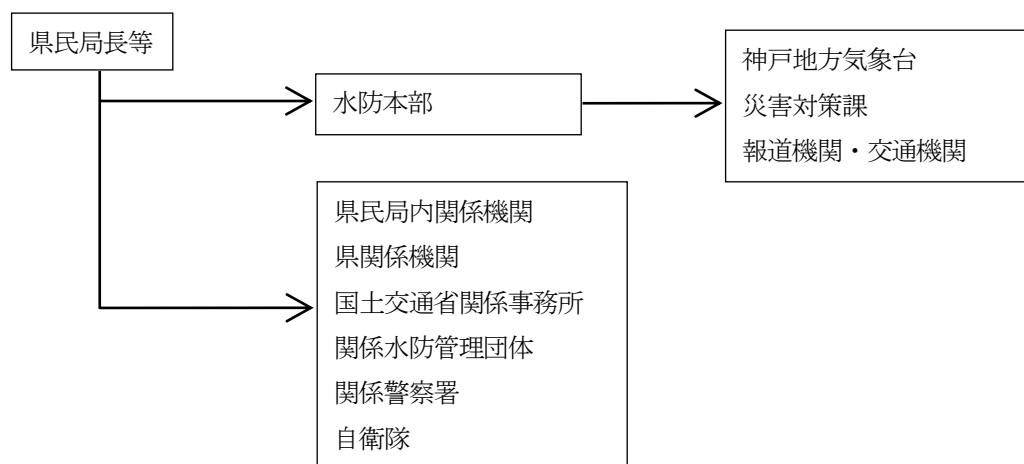 県民局長等
水防本部
神戸地方気象台
災害対策課
報道機関・交通機関
県民局内関係機関
県関係機関
国土交通省関係事務所
関係水防管理団体
関係警察署
自衛隊